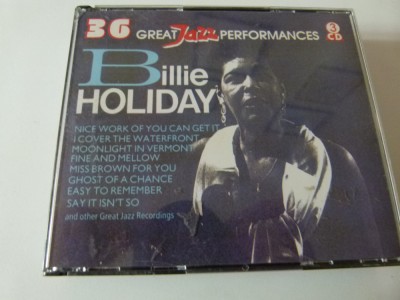 36 GREAT Jazz PERFORMANCES
3 CD
Billie
HOLIDAY
NICE WORK OF YOU CAN GET IT
I COVER THE WATERFRONT
MOONLIGHT IN VERMONT
FINE AND MELLOW
MISS BROWN FOR YOU
GHOST OF A CHANCE
EASY TO REMEMBER
SAY IT ISN'T SO
and other Great Jazz Recordings